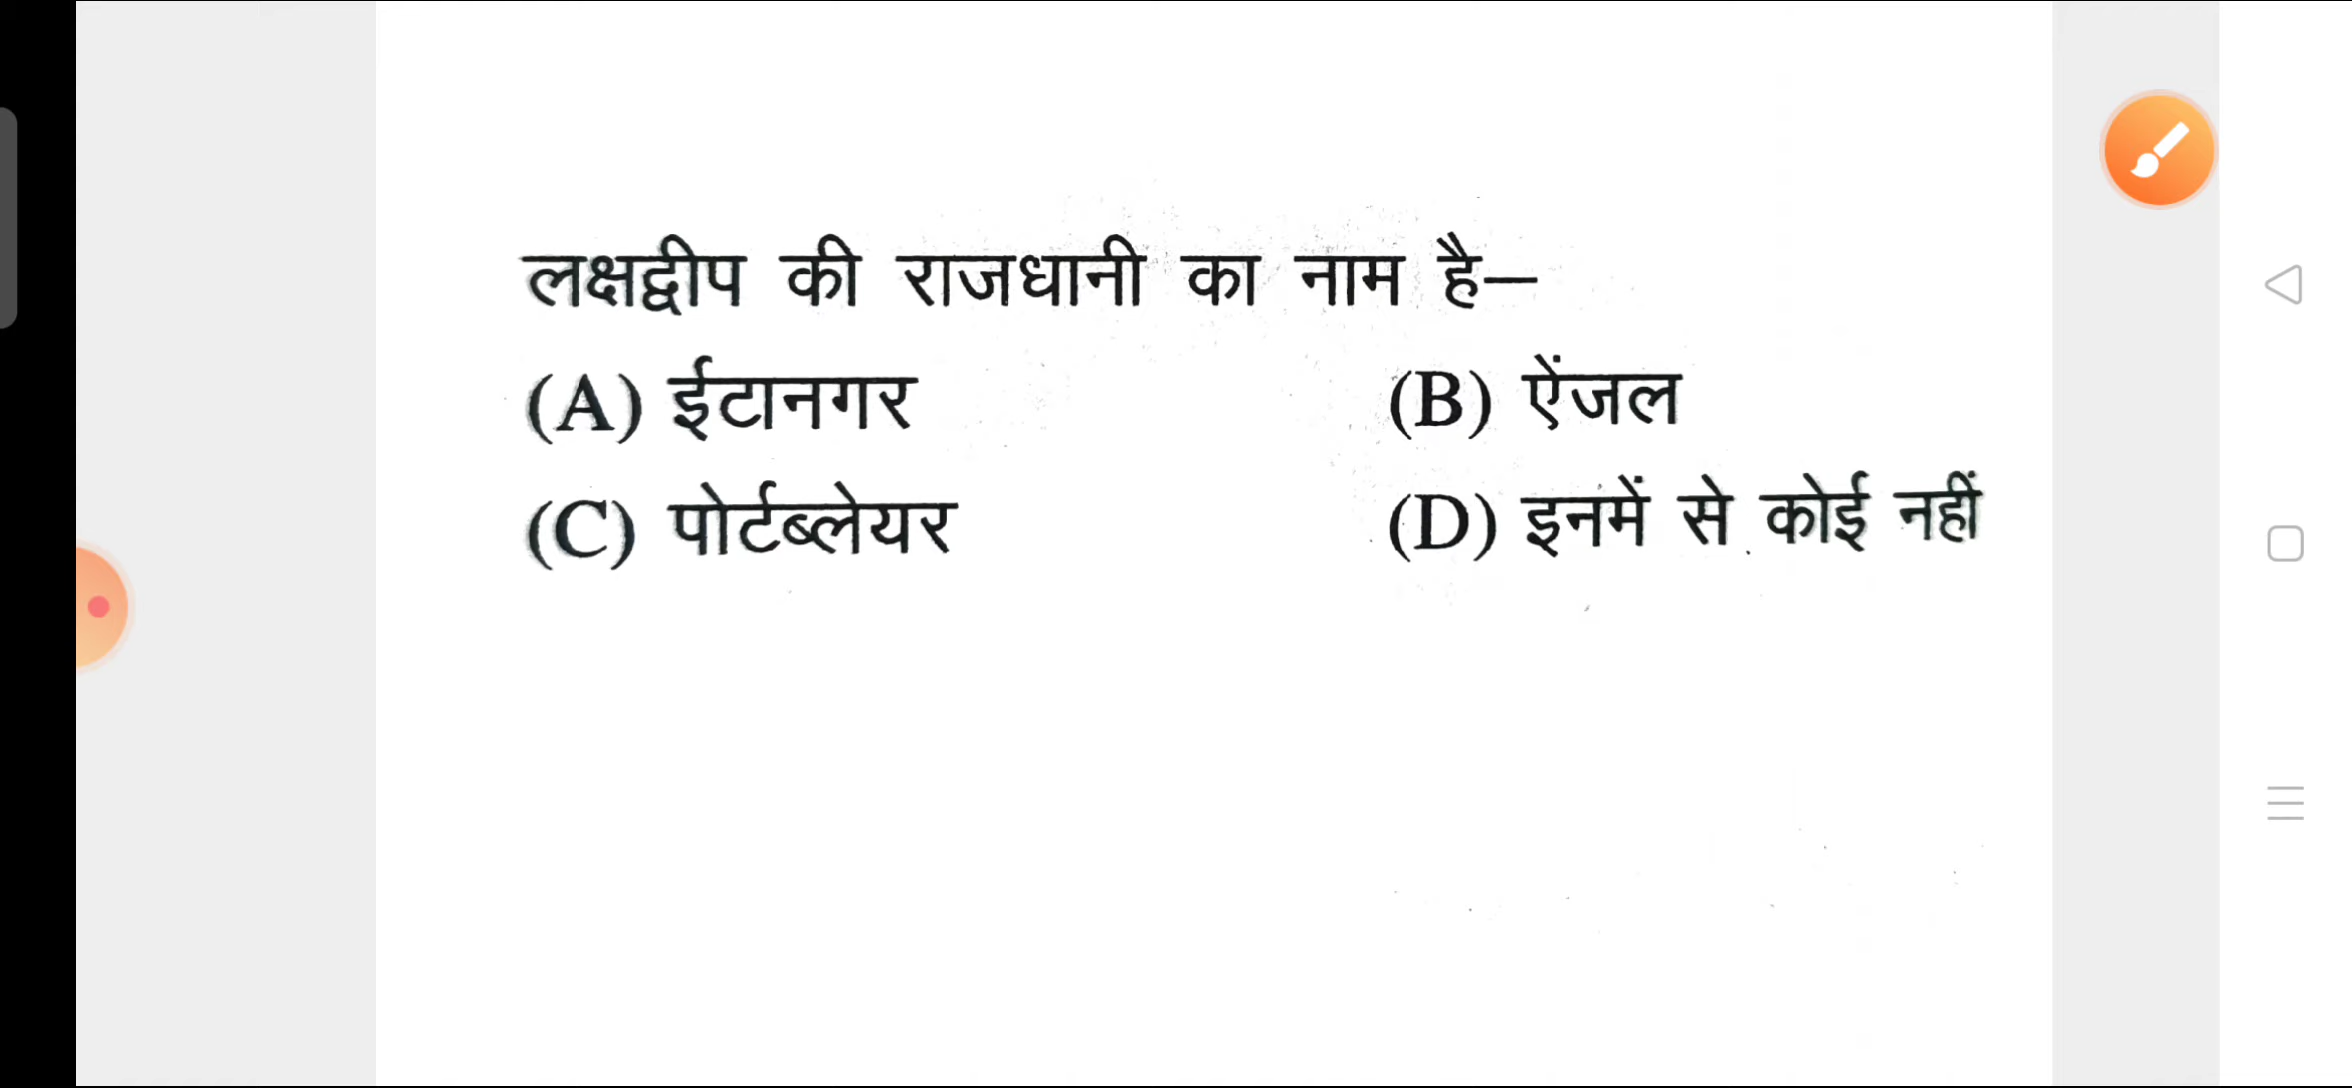 लक्षद्वीप की राजधानी का नाम है—
(A) ईटानगर (B) ऐंजल
(C) पोर्टब्लेयर (D) इनमें से कोई नहीं